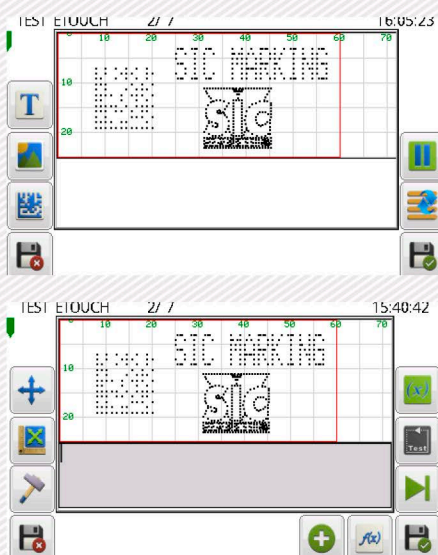 TEST ETOUCH 2/ 7 16:05:23
0 10 20 30 40 50 60 70
SIC MARKING
10
sic
20
T
TEST ETOUCH 2/ 7 15:40:42
0 10 20 30 40 50 60 70
SIC MARKING
10
sic
20
(x)
Test
f(x)